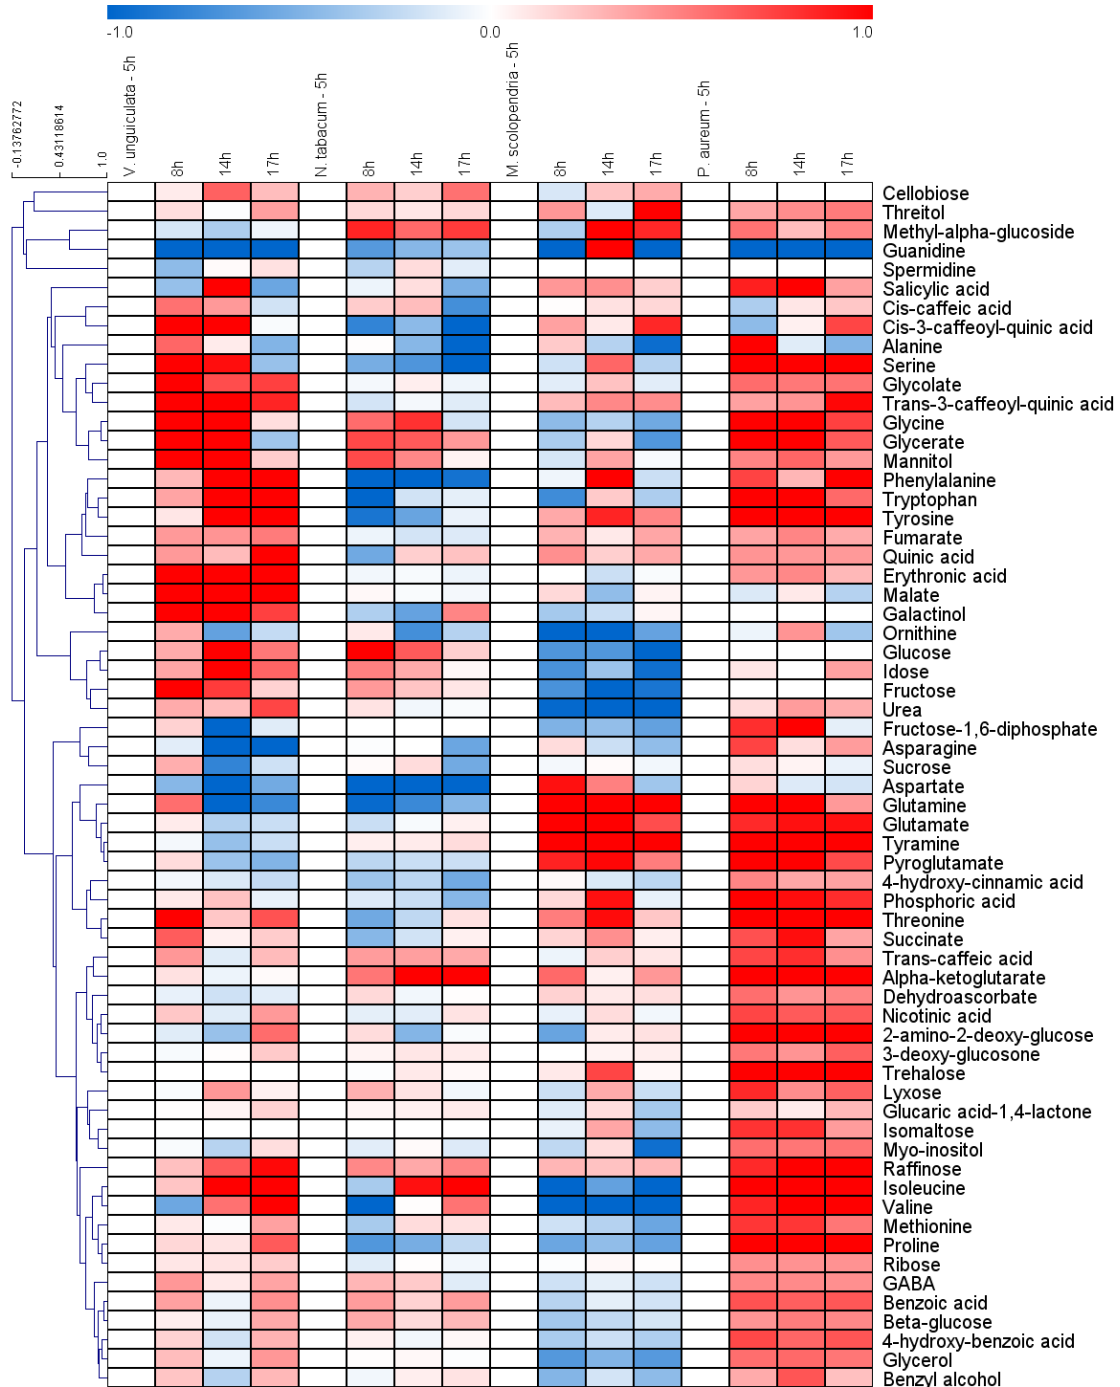 -1.0 0.0 1.0
-0.13762772 0.43118614 1.0 V. unguiculata - 5h 8h 14h 17h N. tabacum - 5h 8h 14h 17h M. scolopendria - 5h 8h 14h 17h P. aureum - 5h 8h 14h 17h
Cellobiose
Threitol
Methyl-alpha-glucoside
Guanidine
Spermidine
Salicylic acid
Cis-caffeic acid
Cis-3-caffeoyl-quinic acid
Alanine
Serine
Glycolate
Trans-3-caffeoyl-quinic acid
Glycine
Glycerate
Mannitol
Phenylalanine
Tryptophan
Tyrosine
Fumarate
Quinic acid
Erythronic acid
Malate
Galactinol
Ornithine
Glucose
Idose
Fructose
Urea
Fructose-1,6-diphosphate
Asparagine
Sucrose
Aspartate
Glutamine
Glutamate
Tyramine
Pyroglutamate
4-hydroxy-cinnamic acid
Phosphoric acid
Threonine
Succinate
Trans-caffeic acid
Alpha-ketoglutarate
Dehydroascorbate
Nicotinic acid
2-amino-2-deoxy-glucose
3-deoxy-glucosone
Trehalose
Lyxose
Glucaric acid-1,4-lactone
Isomaltose
Myo-inositol
Raffinose
Isoleucine
Valine
Methionine
Proline
Ribose
GABA
Benzoic acid
Beta-glucose
4-hydroxy-benzoic acid
Glycerol
Benzyl alcohol